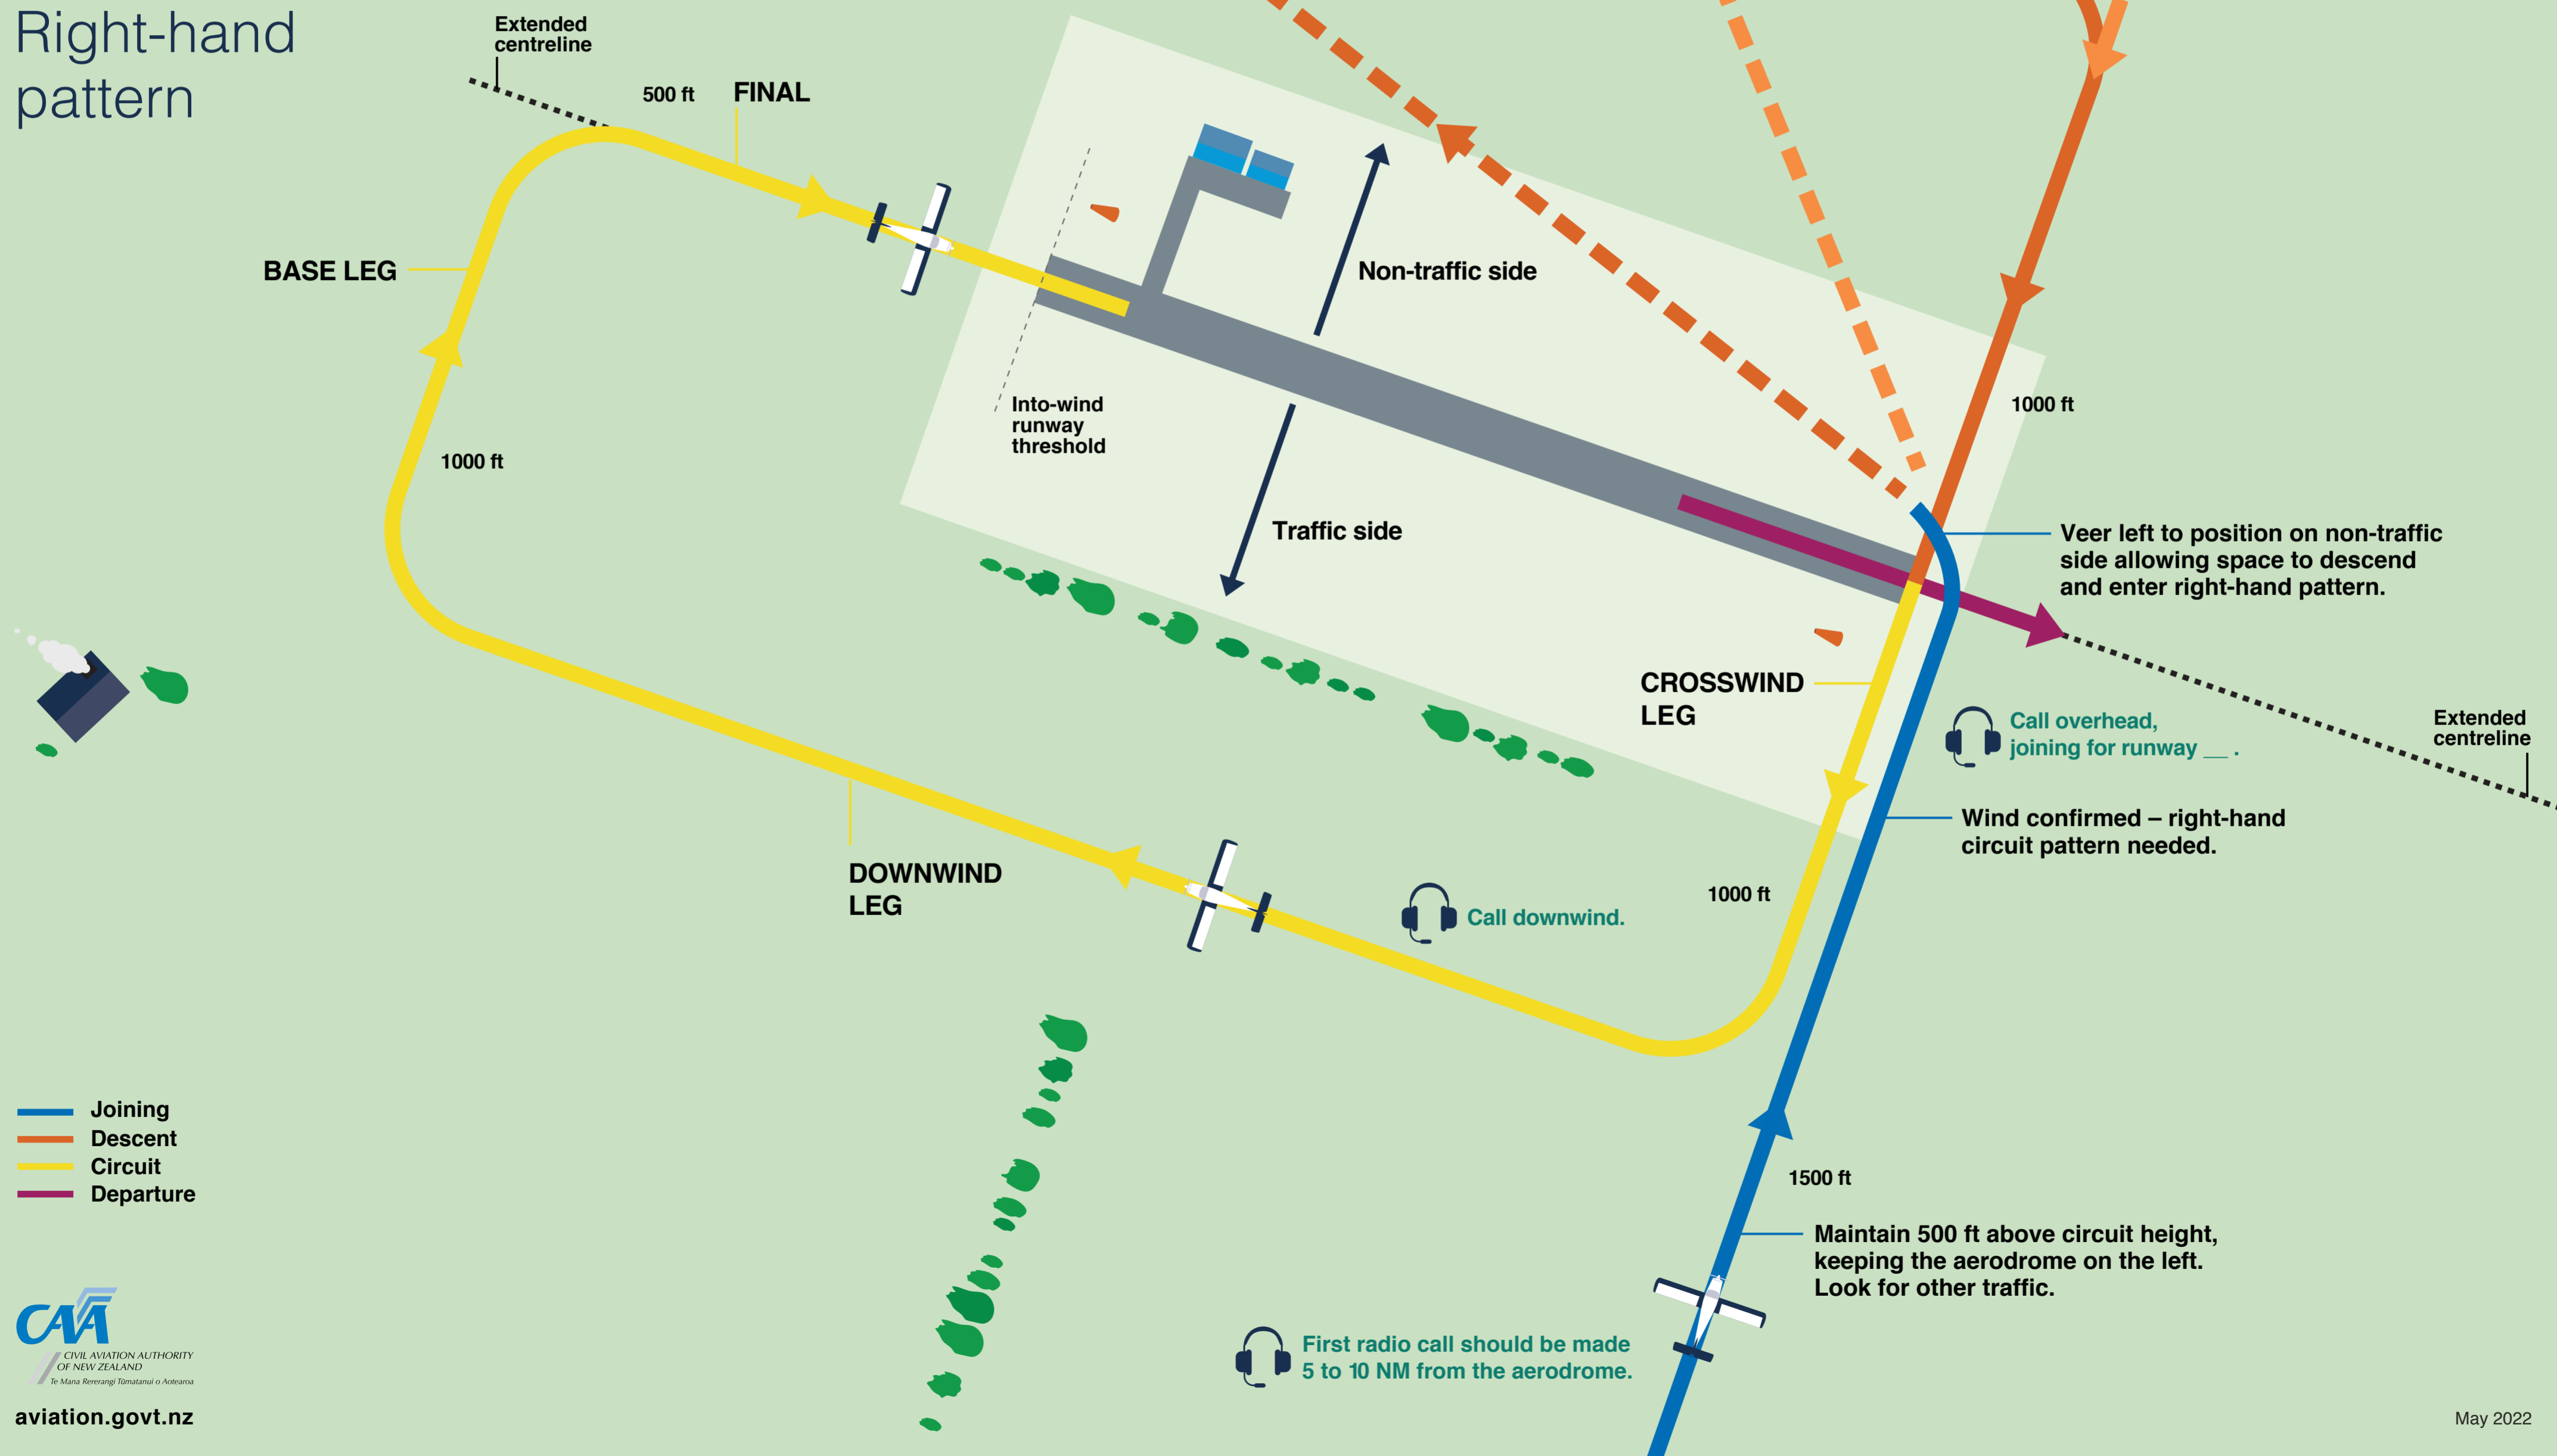 Right-hand
pattern
Extended
centreline
500 ft
FINAL
BASE LEG
1000 ft
Into-wind
runway
threshold
Non-traffic side
Traffic side
1000 ft
Veer left to position on non-traffic
side allowing space to descend
and enter right-hand pattern.
CROSSWIND
LEG
Call overhead,
joining for runway __ .
Extended
centreline
Wind confirmed – right-hand
circuit pattern needed.
DOWNWIND
LEG
Call downwind.
1000 ft
1500 ft
Maintain 500 ft above circuit height,
keeping the aerodrome on the left.
Look for other traffic.
First radio call should be made
5 to 10 NM from the aerodrome.
Joining
Descent
Circuit
Departure
CAA
CIVIL AVIATION AUTHORITY
OF NEW ZEALAND
Te Mana Rererangi Tūmatanui o Aotearoa
aviation.govt.nz
May 2022